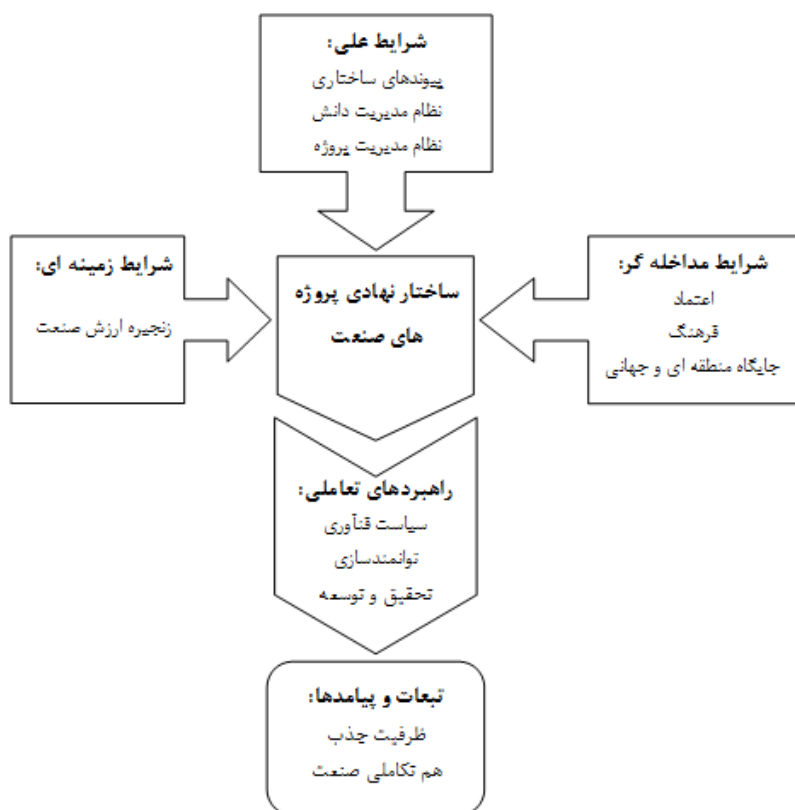 شرایط علی:
پیوندهای ساختاری
نظام مدیریت دانش
نظام مدیریت پروژه
شرایط مداخله گر:
اعتماد
فرهنگ
جایگاه منطقه ای و جهانی
ساختار نهادی پروژه
های صنعت
شرایط زمینه ای:
زنجیره ارزش صنعت
راهبردهای تعاملی:
سیاست فنآوری
توانمندسازی
تحقیق و توسعه
تبعات و پیامدها:
ظرفیت جذب
هم تکاملی صنعت